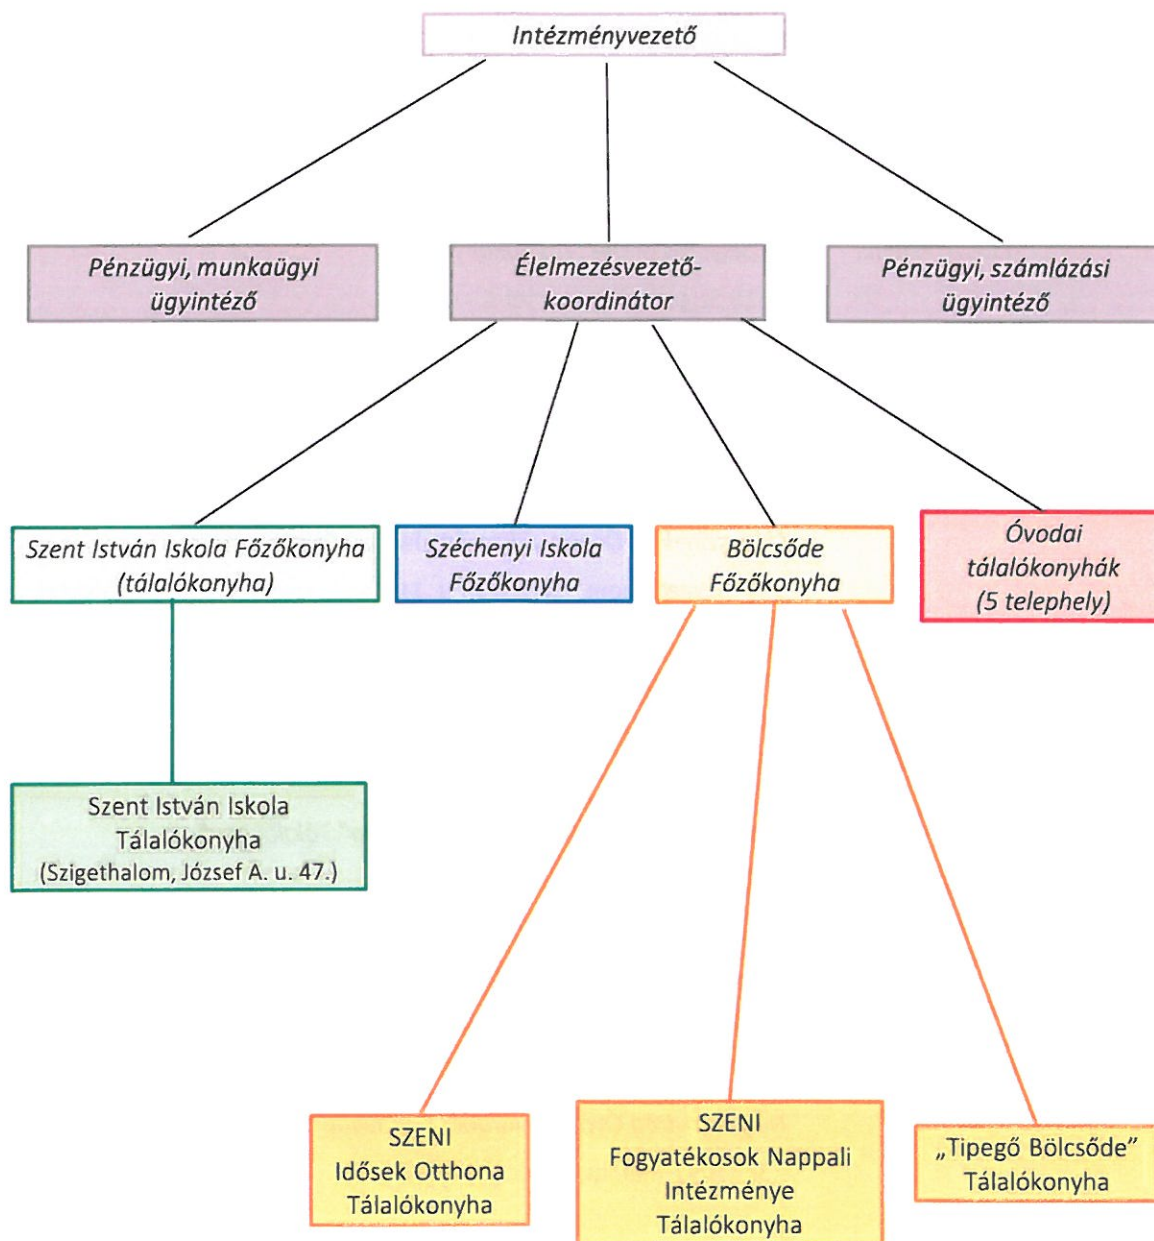 Intézményvezető
Pénzügyi, munkaügyi
ügyintéző
Élelmezésvezető-
koordinátor
Pénzügyi, számlázási
ügyintéző
Szent István Iskola Főzőkonyha
(tálalókonyha)
Széchenyi Iskola
Főzőkonyha
Bölcsőde
Főzőkonyha
Óvodai
tálalókonyhák
(5 telephely)
Szent István Iskola
Tálalókonyha
(Szigethalom, József A. u. 47.)
SZENI
Idősek Otthona
Tálalókonyha
SZENI
Fogyatékosok Nappali
Intézménye
Tálalókonyha
„Tipegő Bölcsőde”
Tálalókonyha